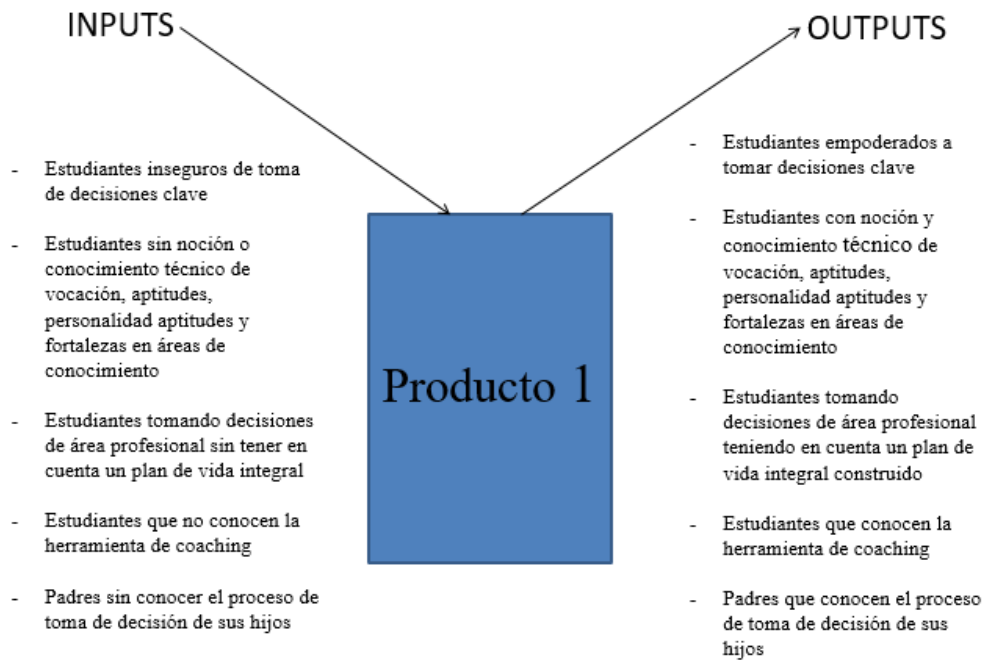 INPUTS
- Estudiantes inseguros de toma
de decisiones clave
- Estudiantes sin noción o
conocimiento técnico de
vocación, aptitudes,
personalidad aptitudes y
fortalezas en áreas de
conocimiento
- Estudiantes tomando decisiones
de área profesional sin tener en
cuenta un plan de vida integral
- Estudiantes que no conocen la
herramienta de coaching
- Padres sin conocer el proceso de
toma de decisión de sus hijos
Producto 1
OUTPUTS
- Estudiantes empoderados a
tomar decisiones clave
- Estudiantes con noción y
conocimiento técnico de
vocación, aptitudes,
personalidad aptitudes y
fortalezas en áreas de
conocimiento
- Estudiantes tomando
decisiones de área profesional
teniendo en cuenta un plan de
vida integral construido
- Estudiantes que conocen la
herramienta de coaching
- Padres que conocen el proceso
de toma de decisión de sus
hijos